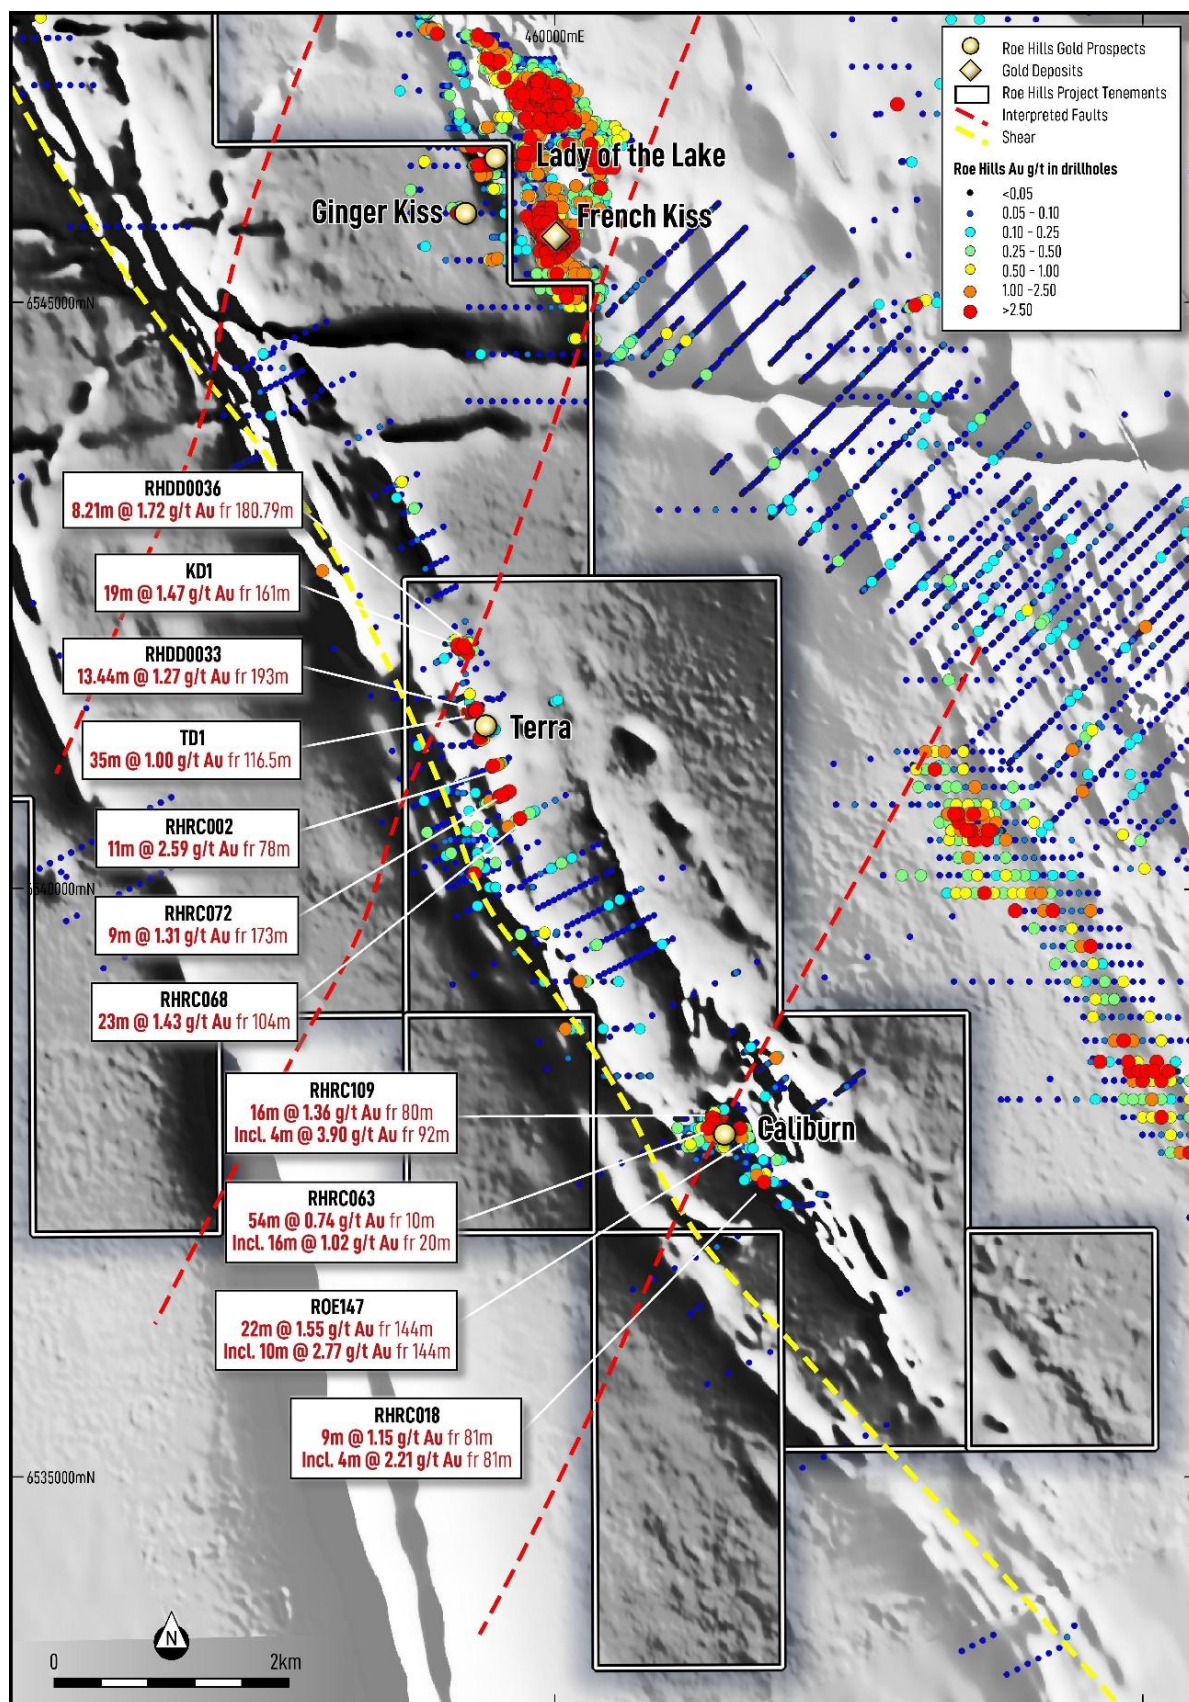 460000mE
Roe Hills Gold Prospects
Gold Deposits
Roe Hills Project Tenements
Interpreted Faults
Shear
Roe Hills Au g/t in drillholes
<0.05
0.05 - 0.10
0.10 - 0.25
0.25 - 0.50
0.50 - 1.00
1.00 -2.50
>2.50
Lady of the Lake
Ginger Kiss
French Kiss
6545000mN
RHDD0036
8.21m @ 1.72 g/t Au fr 180.79m
KD1
19m @ 1.47 g/t Au fr 161m
RHDD0033
13.44m @ 1.27 g/t Au fr 193m
Terra
TD1
35m @ 1.00 g/t Au fr 116.5m
RHRC002
11m @ 2.59 g/t Au fr 78m
6540000mN
RHRC072
9m @ 1.31 g/t Au fr 173m
RHRC068
23m @ 1.43 g/t Au fr 104m
RHRC109
16m @ 1.36 g/t Au fr 80m
Incl. 4m @ 3.90 g/t Au fr 92m
Caliburn
RHRC063
54m @ 0.74 g/t Au fr 10m
Incl. 16m @ 1.02 g/t Au fr 20m
ROE147
22m @ 1.55 g/t Au fr 144m
Incl. 10m @ 2.77 g/t Au fr 144m
RHRC018
9m @ 1.15 g/t Au fr 81m
Incl. 4m @ 2.21 g/t Au fr 81m
6535000mN
N
0 2km